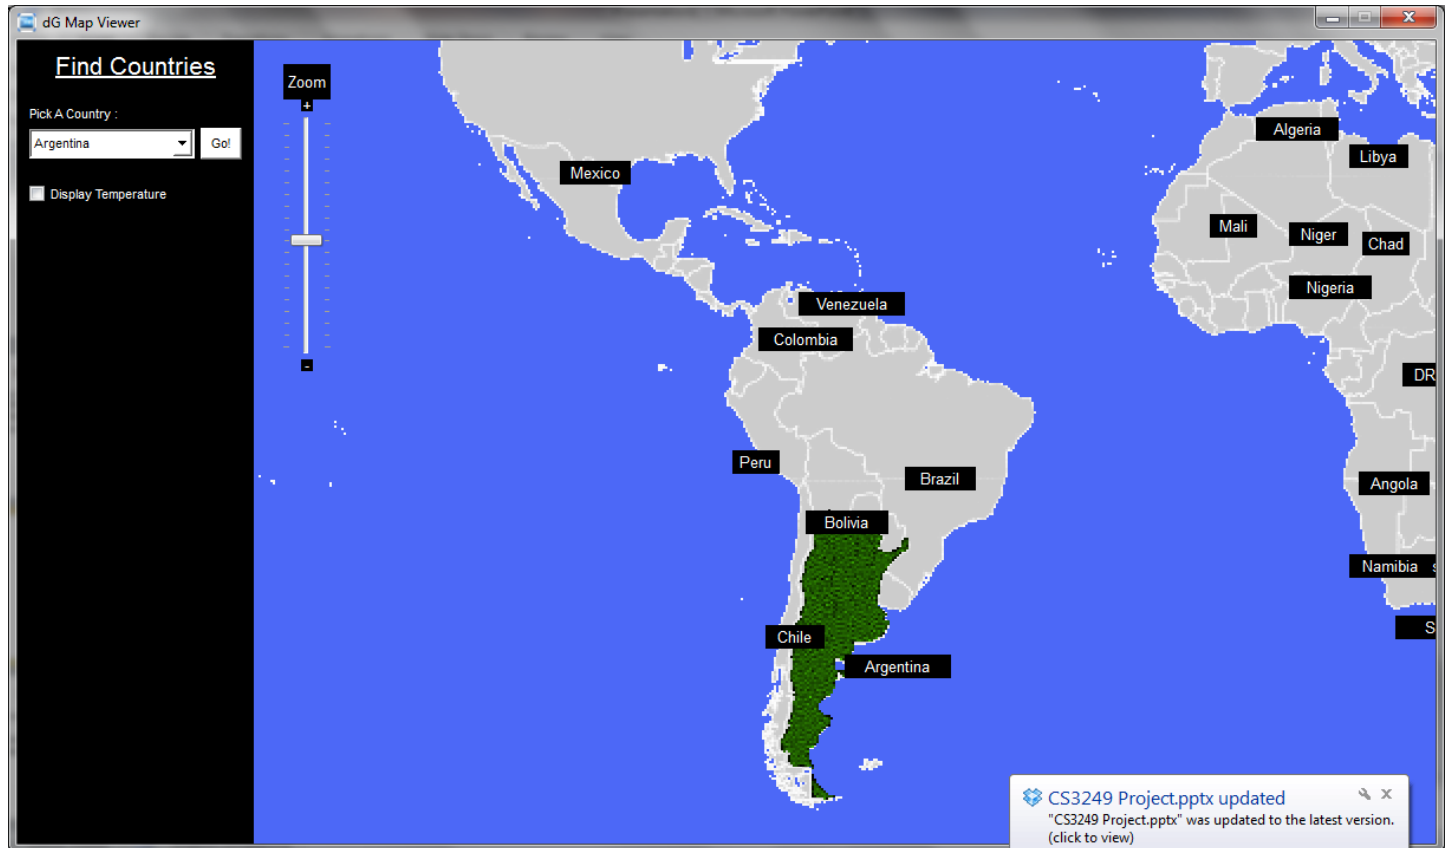 dG Map Viewer
Find Countries
Pick A Country :
Argentina
Go!
Display Temperature
Zoom
+
-
Mexico
Algeria
Libya
Mali
Niger
Chad
Nigeria
Venezuela
Colombia
DR
Peru
Brazil
Angola
Bolivia
Namibia s
Chile
S
Argentina
CS3249 Project.pptx updated
"CS3249 Project.pptx" was updated to the latest version.
(click to view)